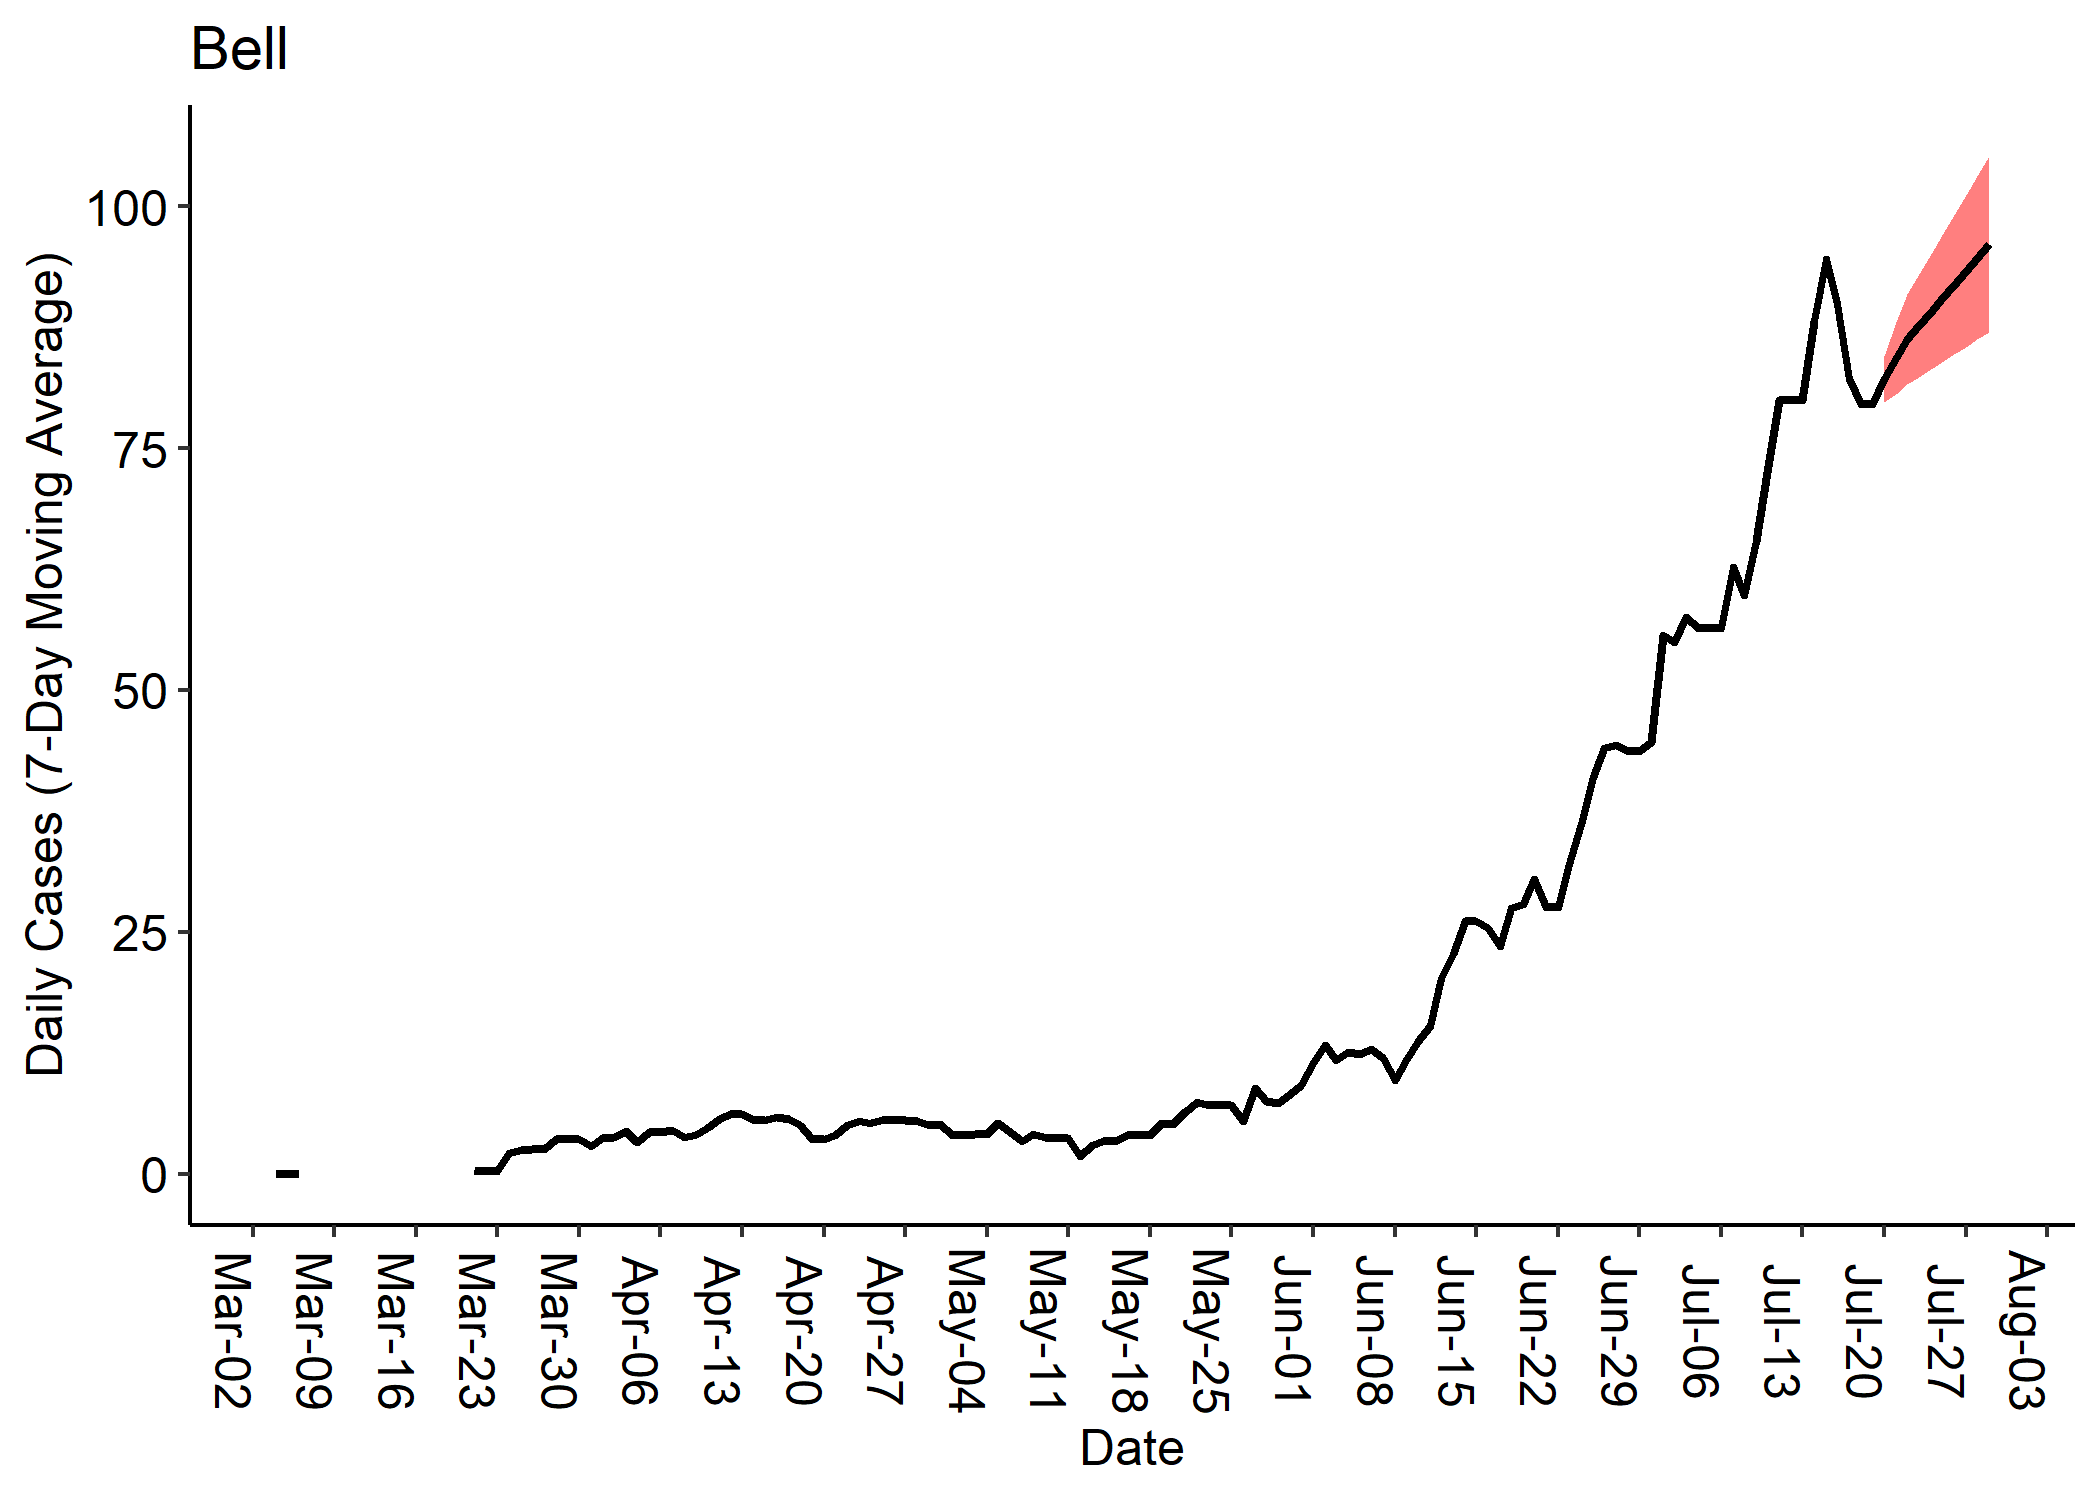 Bell
Daily Cases (7-Day Moving Average)
100
75
50
25
0
Mar-02
Mar-09
Mar-16
Mar-23
Mar-30
Apr-06
Apr-13
Apr-20
Apr-27
May-04
May-11
May-18
May-25
Jun-01
Jun-08
Jun-15
Jun-22
Jun-29
Jul-06
Jul-13
Jul-20
Jul-27
Aug-03
Date